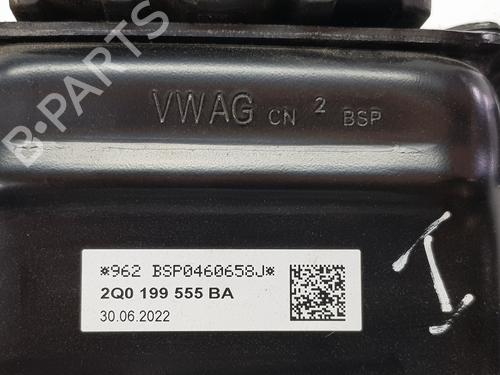 B·PARTS
VWAG CN 2 BSP
*962 BSP0460658J*
2Q0 199 555 BA
30.06.2022
I